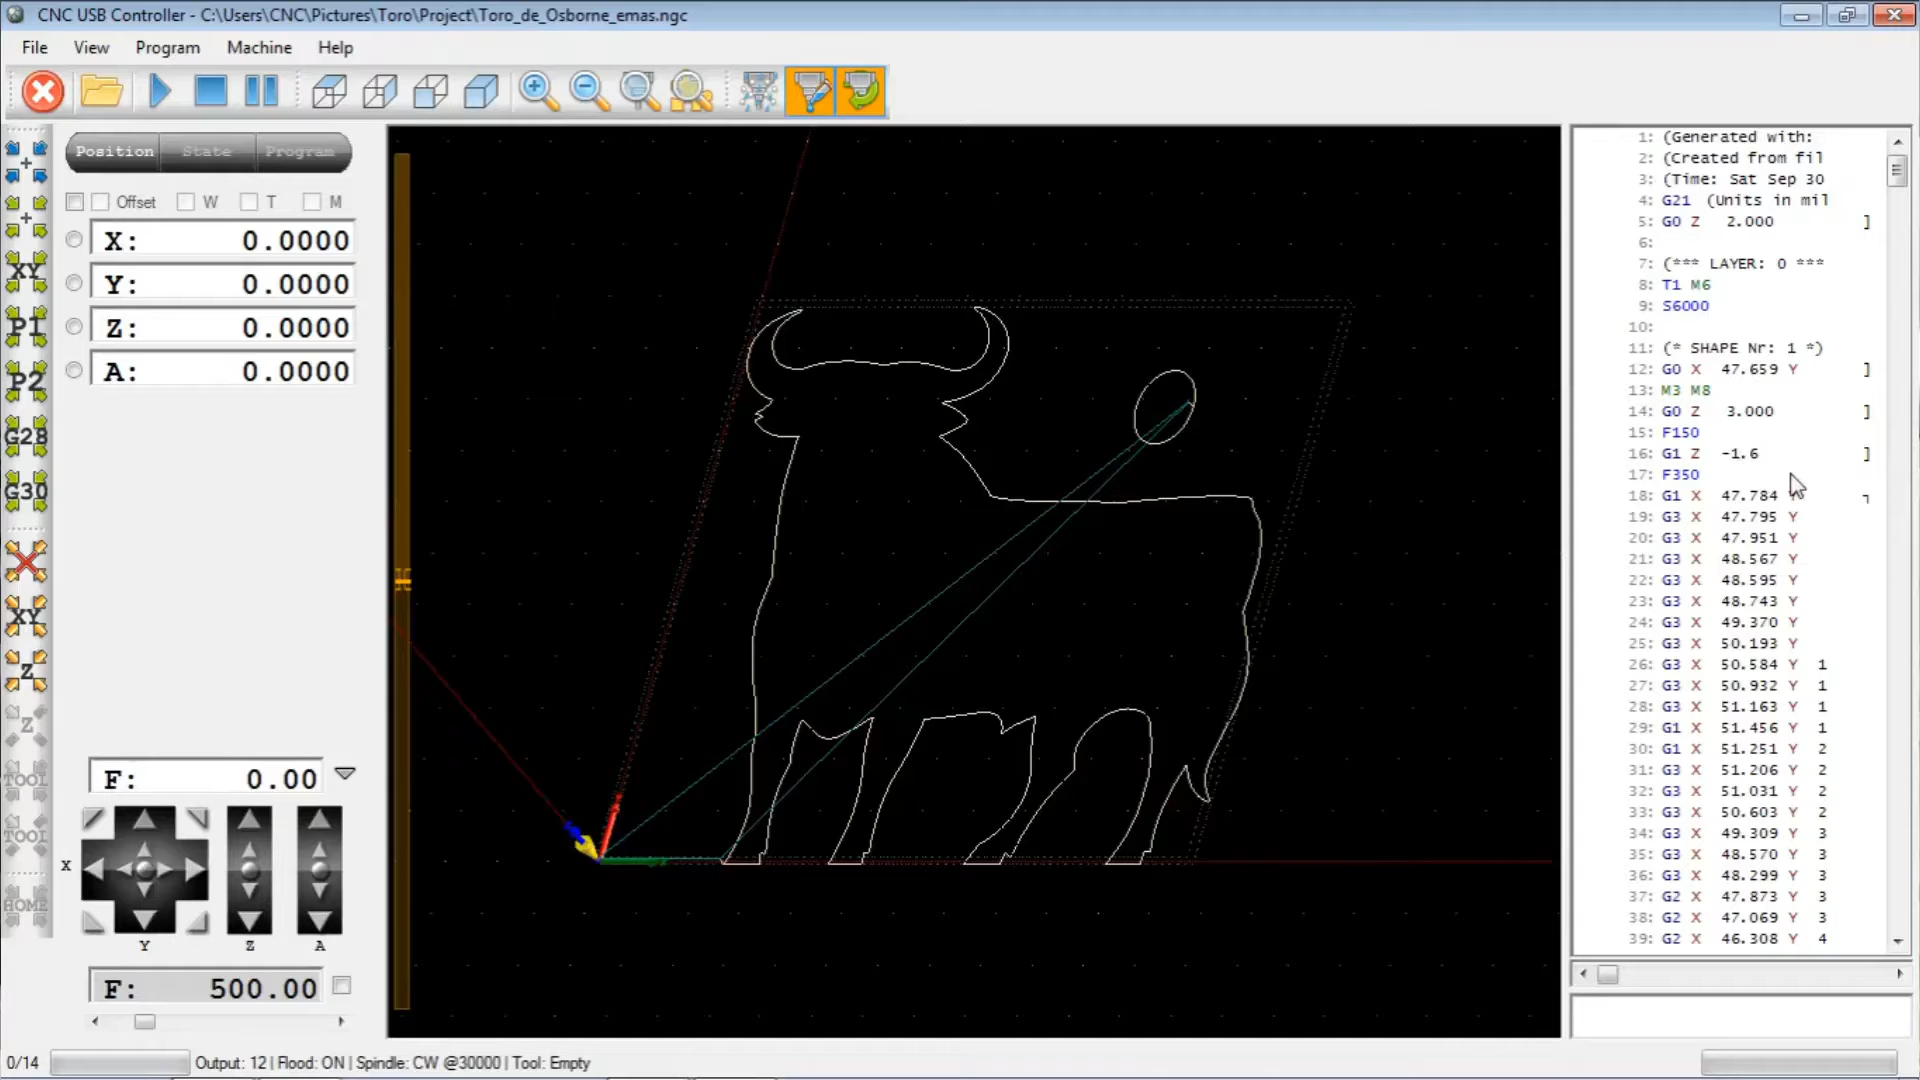 CNC USB Controller - C:\Users\CNC\Pictures\Toro\Project\Toro_de_Osborne_emas.ngc
File View Program Machine Help
Position State Program
Offset W T M
X: 0.0000
Y: 0.0000
Z: 0.0000
A: 0.0000
XY
P1
P2
G28
G30
XY
Z
Z
TOOL
TOOL
HOME
F: 0.00
X
Y Z A
F: 500.00
1: (Generated with:
2: (Created from fil
3: (Time: Sat Sep 30
4: G21 (Units in mil
5: G0 Z 2.000 ]
6:
7: (*** LAYER: 0 ***
8: T1 M6
9: S6000
10:
11: (* SHAPE Nr: 1 *)
12: G0 X 47.659 Y ]
13: M3 M8
14: G0 Z 3.000 ]
15: F150
16: G1 Z -1.6 ]
17: F350
18: G1 X 47.784 Y
19: G3 X 47.795 Y
20: G3 X 47.951 Y
21: G3 X 48.567 Y
22: G3 X 48.595 Y
23: G3 X 48.743 Y
24: G3 X 49.370 Y
25: G3 X 50.193 Y
26: G3 X 50.584 Y 1
27: G3 X 50.932 Y 1
28: G3 X 51.163 Y 1
29: G1 X 51.456 Y 1
30: G1 X 51.251 Y 2
31: G3 X 51.206 Y 2
32: G3 X 51.031 Y 2
33: G3 X 50.603 Y 2
34: G3 X 49.309 Y 3
35: G3 X 48.570 Y 3
36: G3 X 48.299 Y 3
37: G2 X 47.873 Y 3
38: G2 X 47.069 Y 3
39: G2 X 46.308 Y 4
0/14 Output: 12 | Flood: ON | Spindle: CW @30000 | Tool: Empty